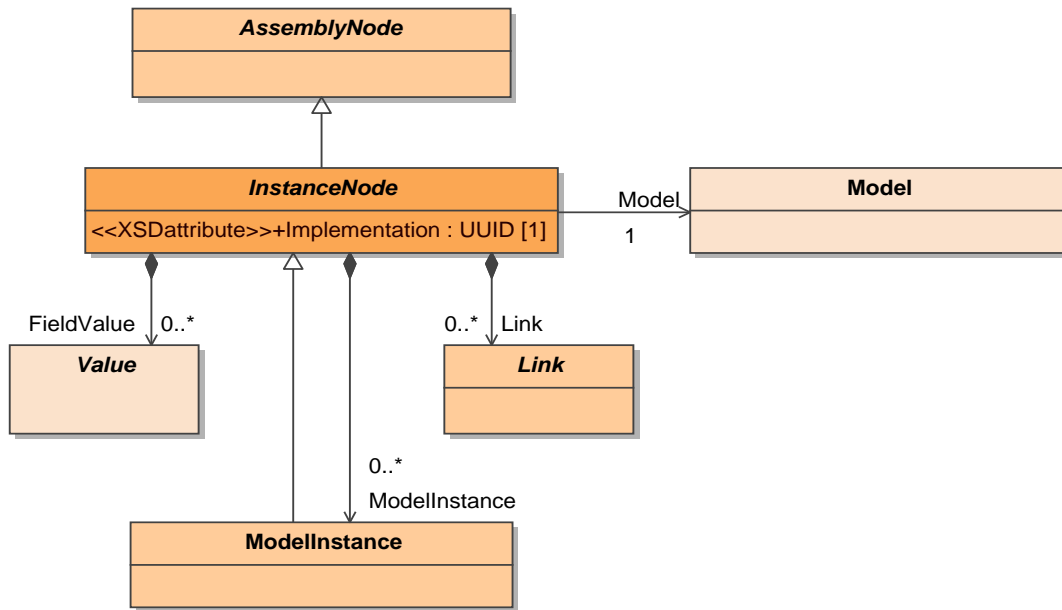 AssemblyNode
InstanceNode
<<XSDattribute>>+Implementation : UUID [1]
Model
1
Model
FieldValue 0..*
0..* Link
Value
Link
0..*
ModelInstance
ModelInstance